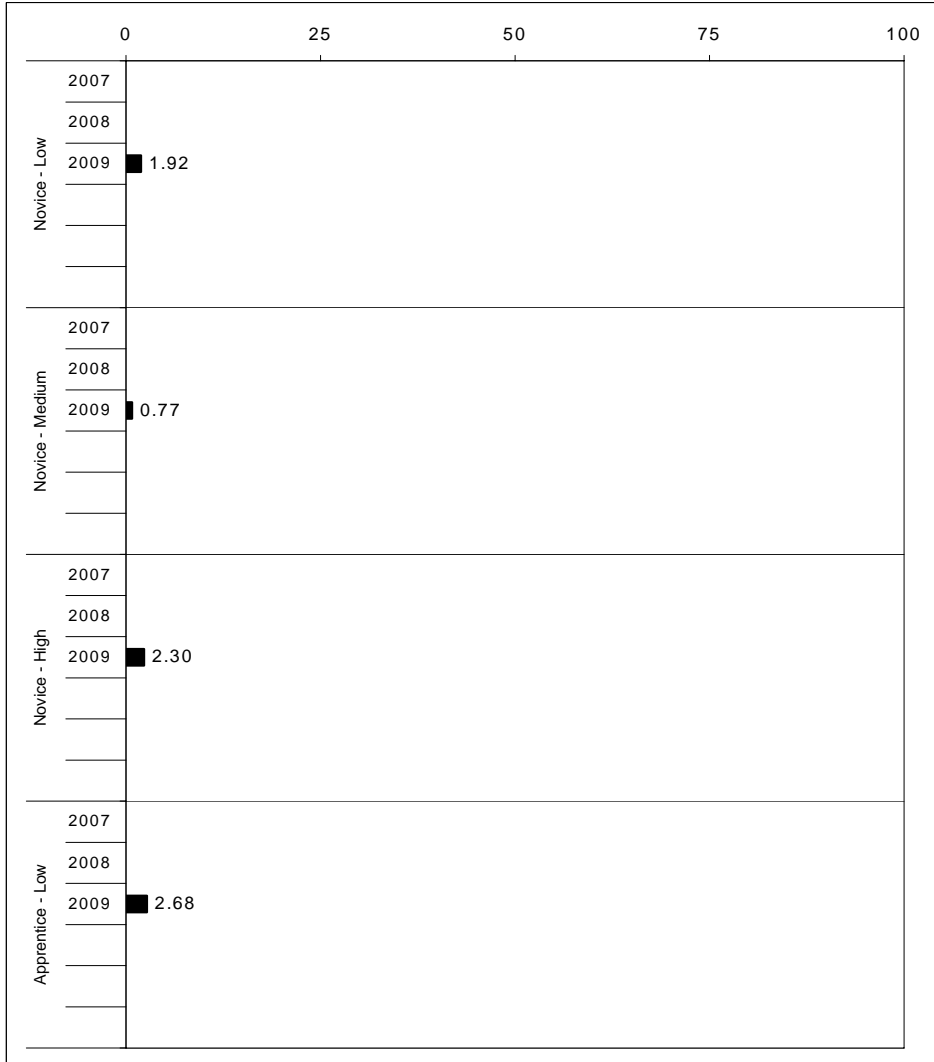 0 25 50 75 100
Novice - Low
2007
2008
2009 1.92
Novice - Medium
2007
2008
2009 0.77
Novice - High
2007
2008
2009 2.30
Apprentice - Low
2007
2008
2009 2.68